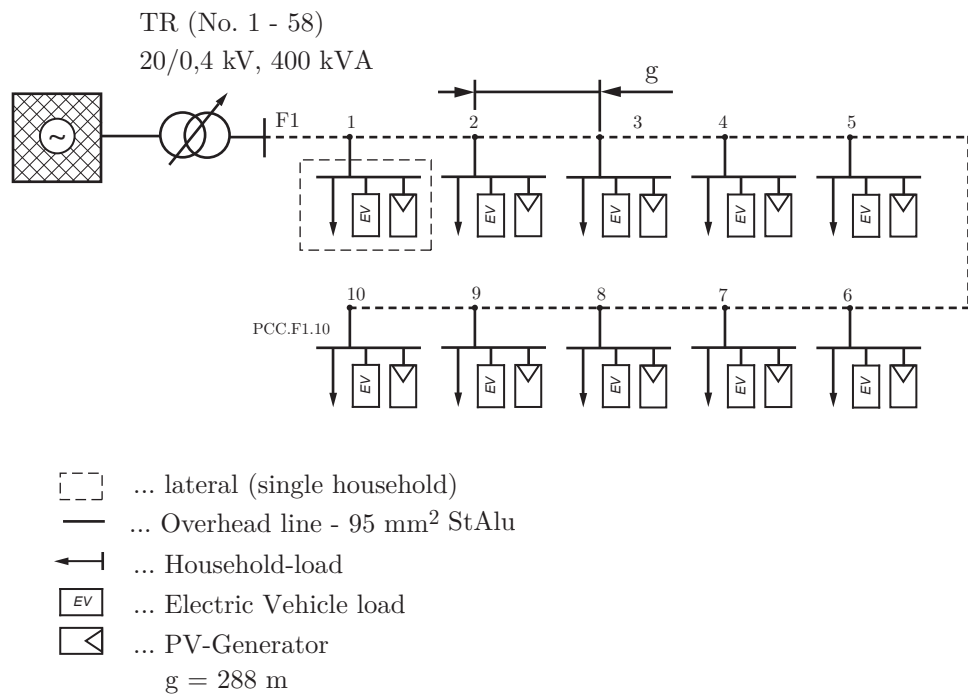 TR (No. 1 - 58)
20/0,4 kV, 400 kVA
g
~
F1
1
2
3
4
5
EV
EV
EV
EV
EV
10
9
8
7
6
PCC.F1.10
EV
EV
EV
EV
EV
... lateral (single household)
... Overhead line - 95 mm² StAlu
... Household-load
EV ... Electric Vehicle load
... PV-Generator
g = 288 m